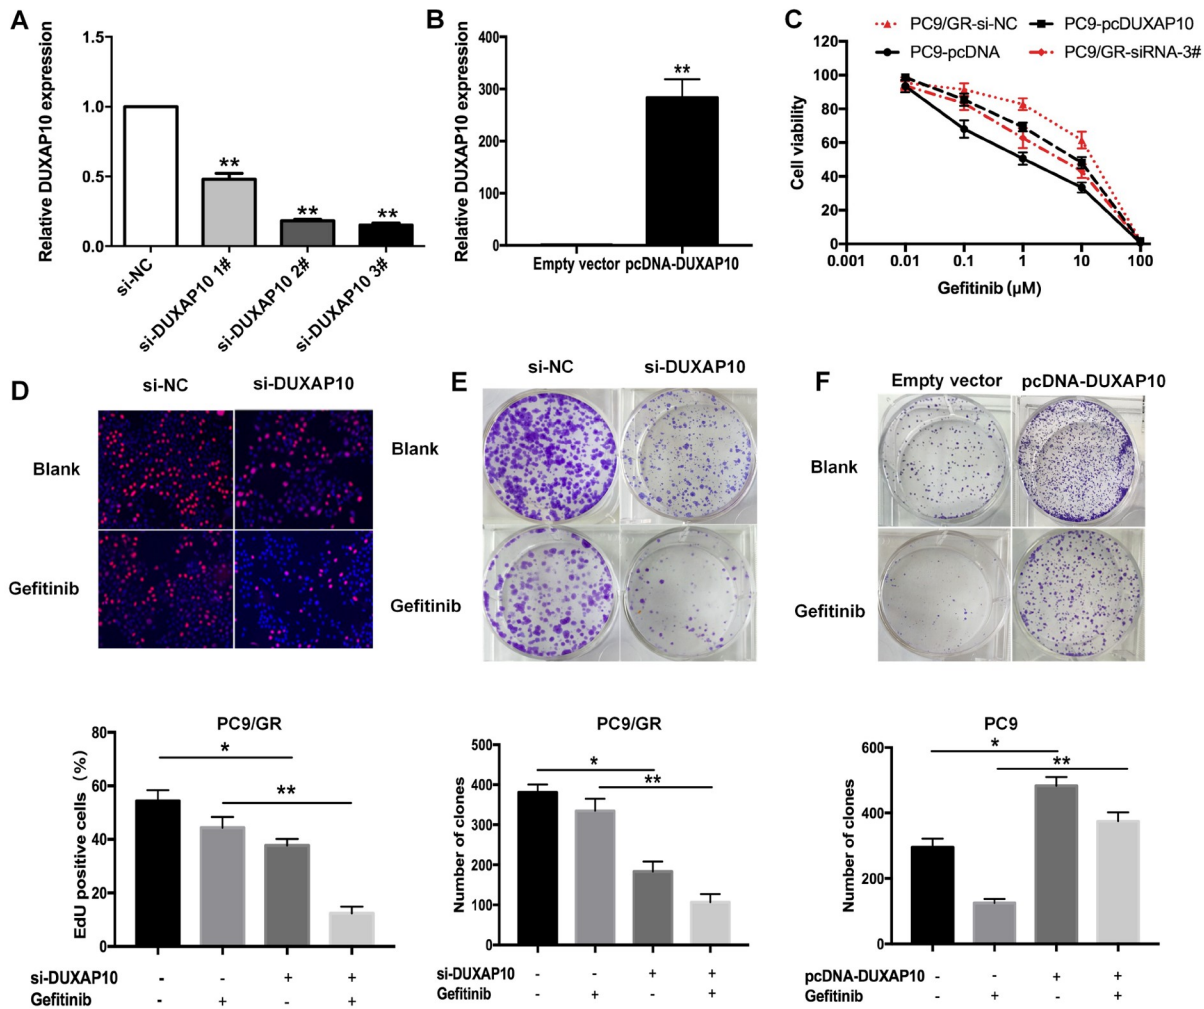 A
Relative DUXAP10 expression
1.5
1.0
0.5
0.0
**
**
**
si-NC
si-DUXAP10 1#
si-DUXAP10 2#
si-DUXAP10 3#
B
Relative DUXAP10 expression
400
300
200
100
0
**
Empty vector
pcDNA-DUXAP10
C
PC9/GR-si-NC
PC9-pcDUXAP10
PC9-pcDNA
PC9/GR-siRNA-3#
Cell viability
120
100
80
60
40
20
0
0.001
0.01
0.1
1
10
100
Gefitinib (μM)
D
si-NC
si-DUXAP10
Blank
Gefitinib
PC9/GR
EdU positive cells (%)
80
60
40
20
0
*
**
si-DUXAP10
- - + +
Gefitinib
- + - +
E
si-NC
si-DUXAP10
Blank
Gefitinib
PC9/GR
Number of clones
500
400
300
200
100
0
*
**
si-DUXAP10
- - + +
Gefitinib
- + - +
F
Empty vector
pcDNA-DUXAP10
Blank
Gefitinib
PC9
Number of clones
600
400
200
0
*
**
pcDNA-DUXAP10
- - + +
Gefitinib
- + - +